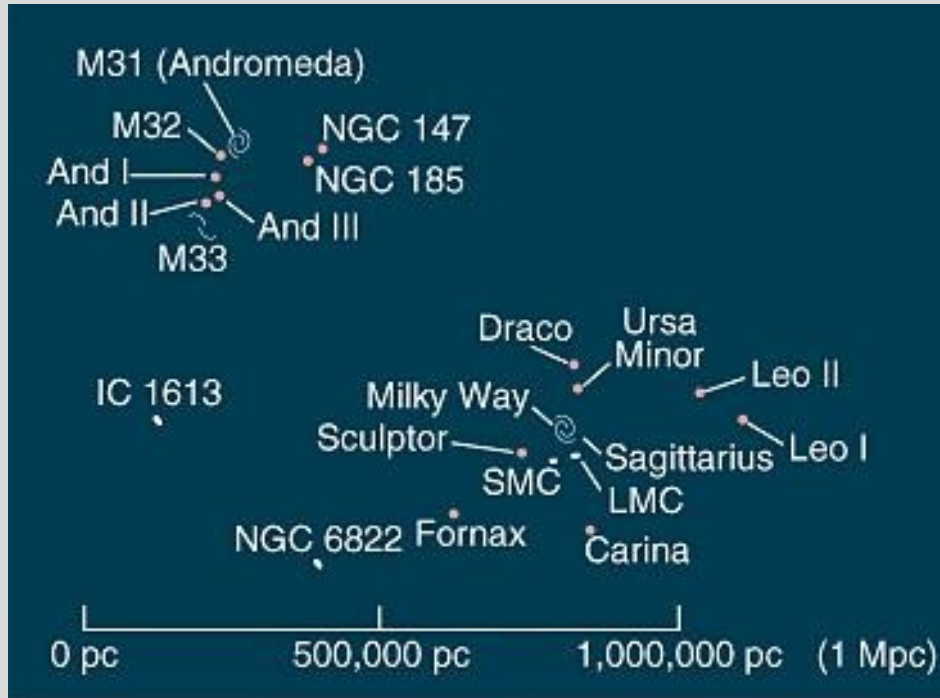 M31 (Andromeda)
M32
NGC 147
And I
NGC 185
And II
And III
M33
Draco
Ursa
Minor
Leo II
IC 1613
Milky Way
Sculptor
Leo I
Sagittarius
SMC
LMC
NGC 6822
Fornax
Carina
0 pc
500,000 pc
1,000,000 pc
(1 Mpc)